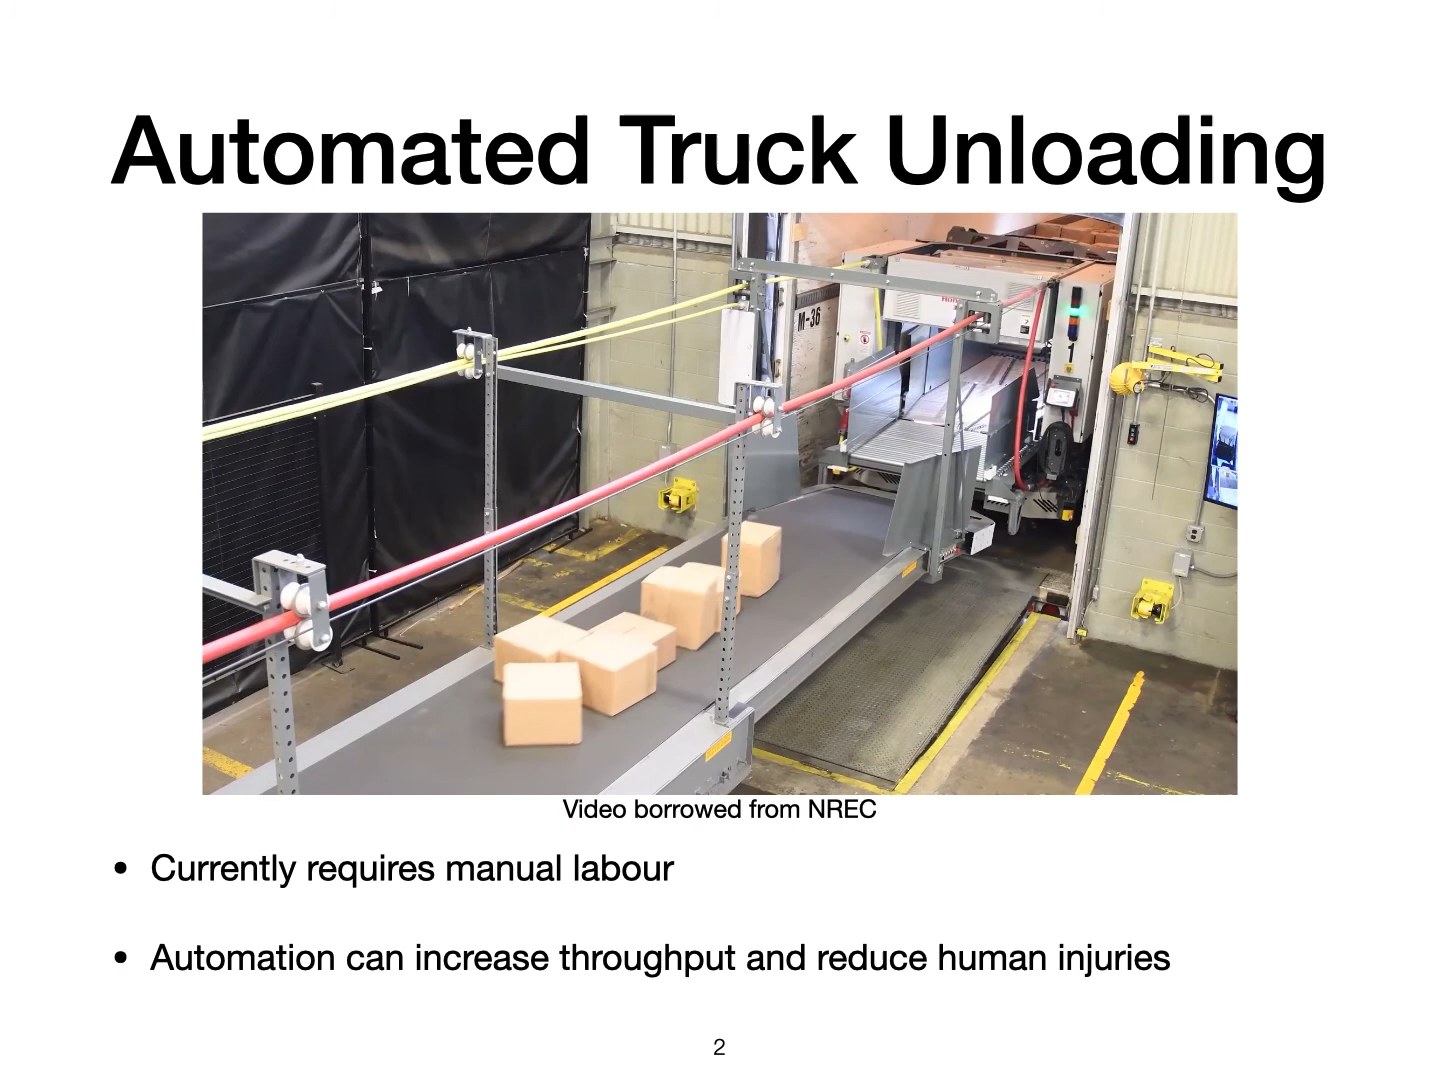 Automated Truck Unloading
M-36
Video borrowed from NREC
• Currently requires manual labour
• Automation can increase throughput and reduce human injuries
2